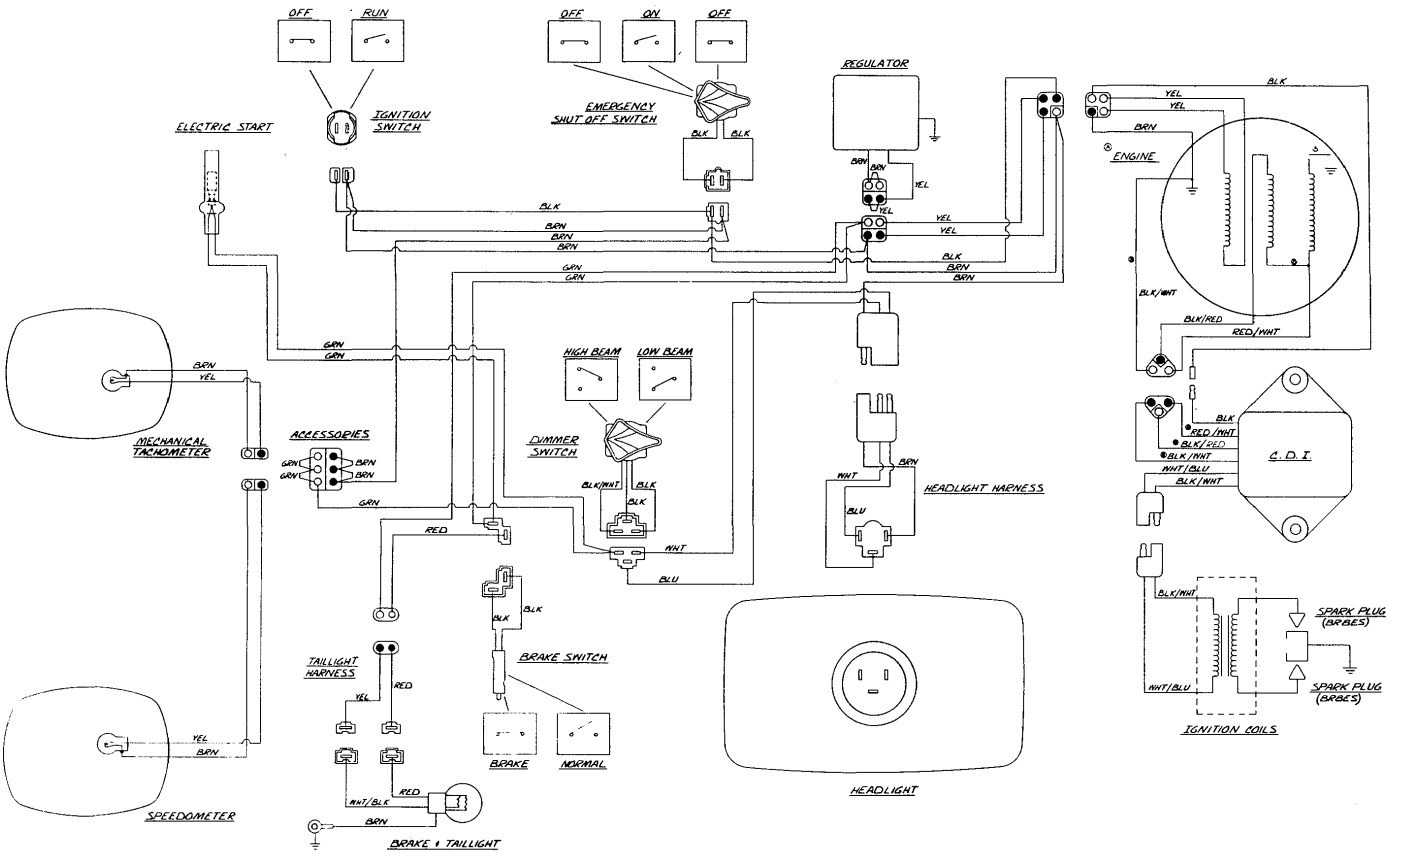 OFF
RUN
IGNITION
SWITCH
OFF
ON
OFF
EMERGENCY
SHUT OFF SWITCH
BLK
BLK
REGULATOR
BRN
BRN
YEL
YEL
BLK
YEL
YEL
BRN
ENGINE
ELECTRIC START
BLK
BRN
BRN
BRN
YEL
YEL
BLK
BRN
BRN
GRN
GRN
BLK/WHT
BLK/RED
RED/WHT
GRN
GRN
HIGH BEAM
LOW BEAM
DIMMER
SWITCH
BRN
YEL
MECHANICAL
TACHOMETER
ACCESSORIES
GRN
GRN
BRN
BRN
GRN
BLK/WHT
BLK
BLK
WHT
BLU
WHT
BRN
BLU
HEADLIGHT HARNESS
BLK
RED/WHT
BLK/RED
BLK/WHT
WHT/BLU
BLK/WHT
C.D.I.
RED
BLK
BLK
BRAKE SWITCH
BRAKE
NORMAL
TAILLIGHT
HARNESS
YEL
RED
RED
WHT/BLK
BRN
BRAKE & TAILLIGHT
YEL
BRN
SPEEDOMETER
HEADLIGHT
BLK/WHT
WHT/BLU
SPARK PLUG
(BR8ES)
SPARK PLUG
(BR8ES)
IGNITION COILS